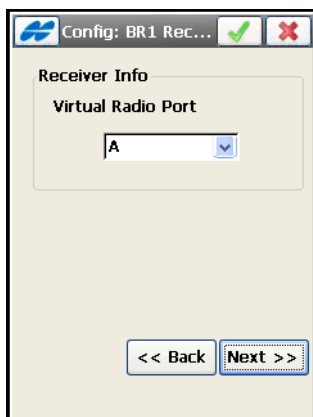 Config: BR1 Rec...
Receiver Info
Virtual Radio Port
A
<< Back Next >>